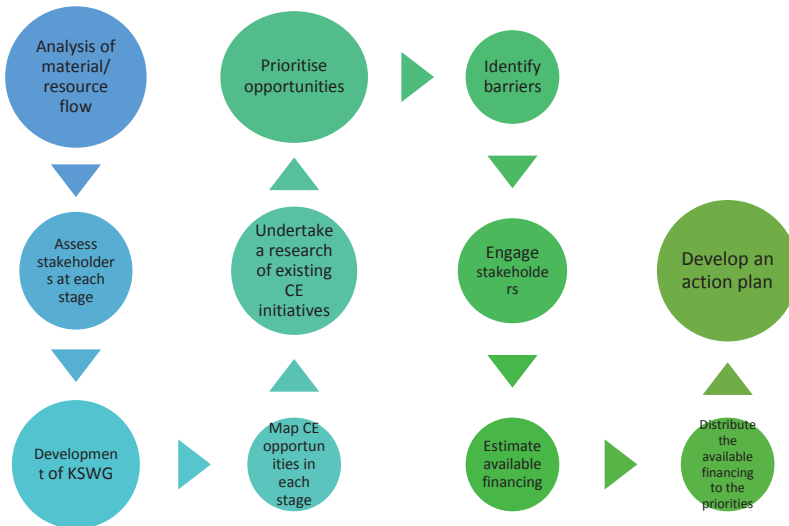 Analysis of
material/
resource
flow
Assess
stakeholder
s at each
stage
Developmen
t of KSWG
Map CE
opportu
nities in
each
stage
Undertake
a research
of existing
CE
initiatives
Prioritise
opportunities
Identify
barriers
Engage
stakeholde
rs
Estimate
available
financing
Distribute
the
available
financing
to the
priorities
Develop an
action plan